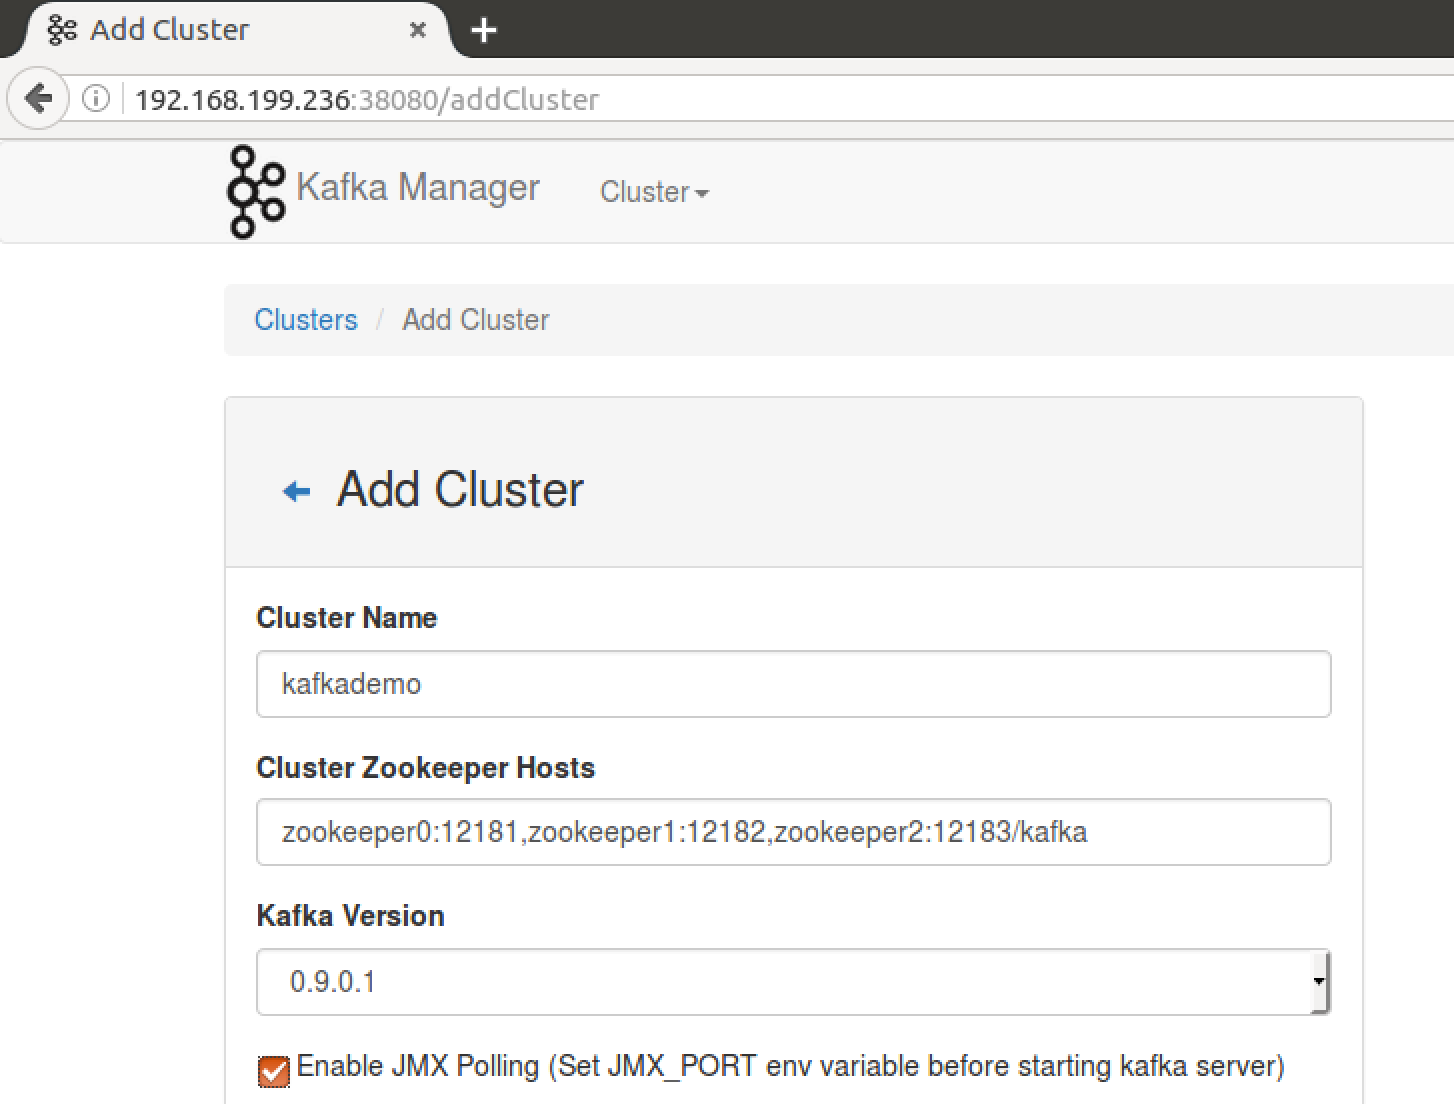 Add Cluster
192.168.199.236:38080/addCluster
Kafka Manager Cluster
Clusters / Add Cluster
Add Cluster
Cluster Name
kafkademo
Cluster Zookeeper Hosts
zookeeper0:12181,zookeeper1:12182,zookeeper2:12183/kafka
Kafka Version
0.9.0.1
Enable JMX Polling (Set JMX_PORT env variable before starting kafka server)